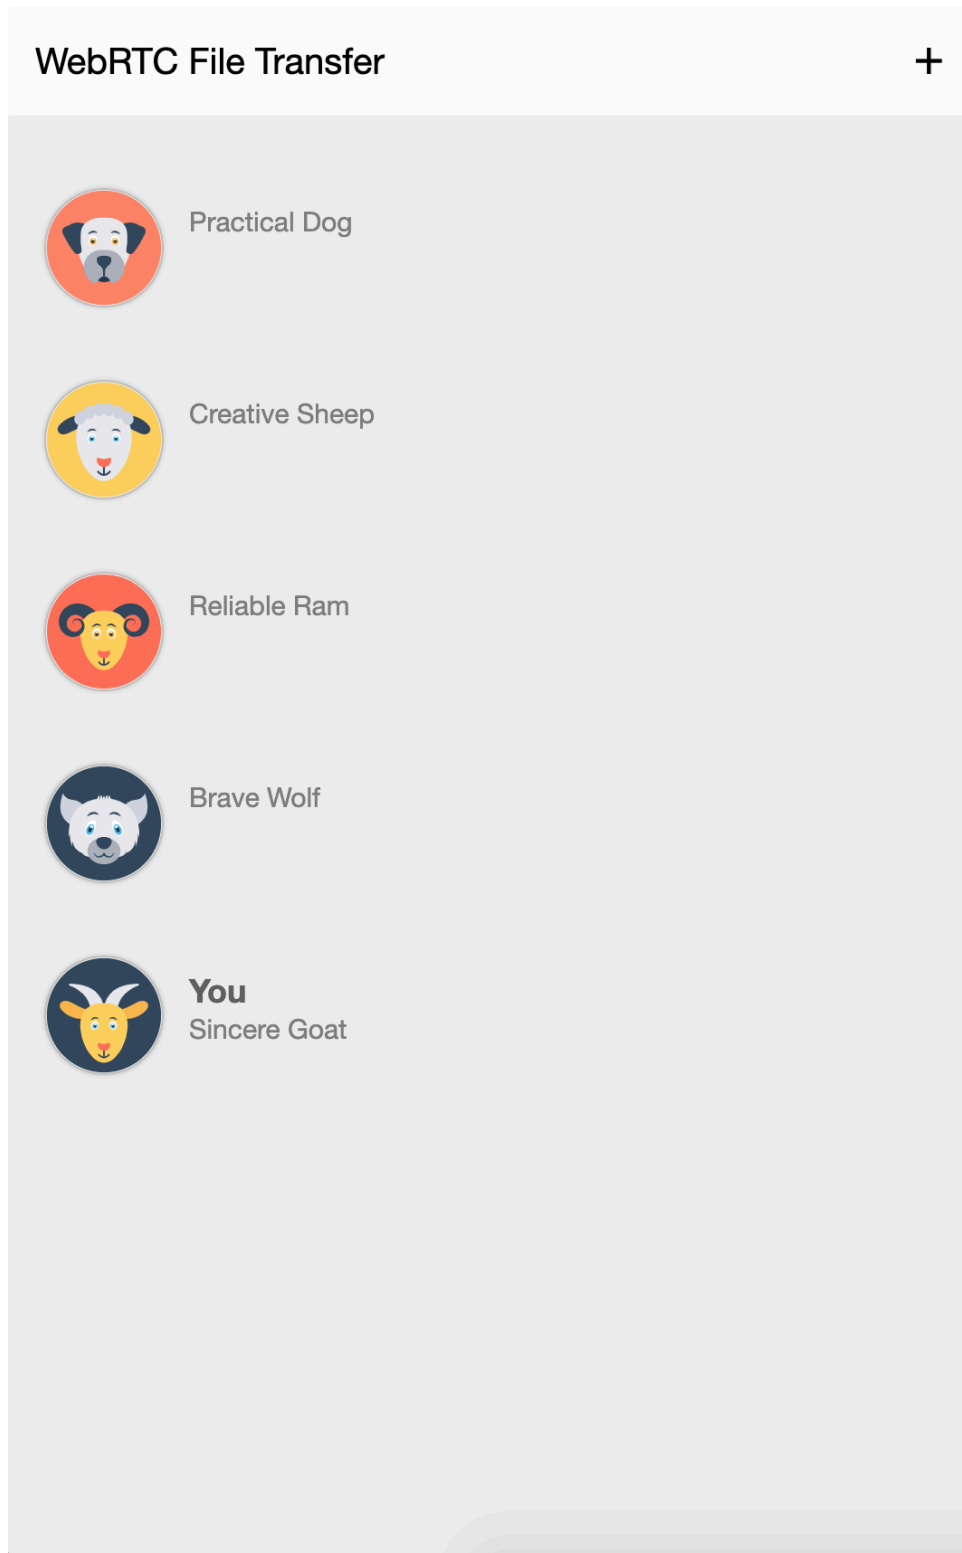 WebRTC File Transfer +
Practical Dog
Creative Sheep
Reliable Ram
Brave Wolf
You
Sincere Goat